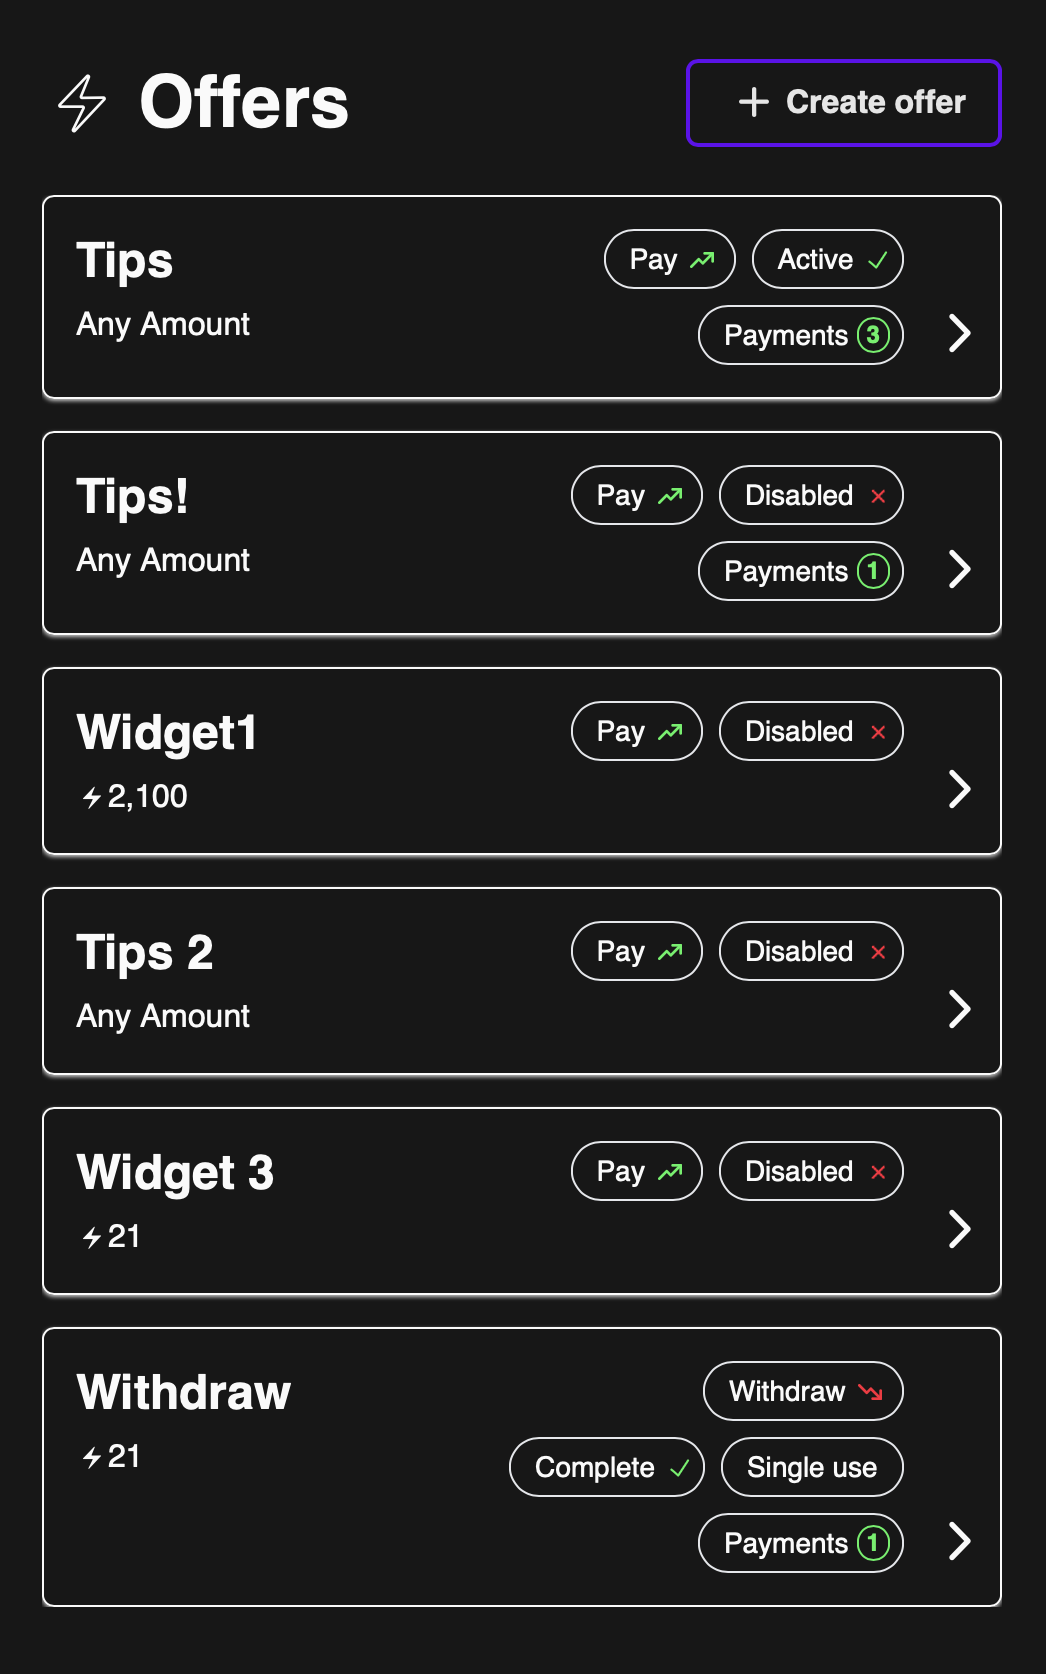 Offers
Create offer
Tips
Pay Active
Any Amount
Payments 3
Tips!
Pay Disabled
Any Amount
Payments 1
Widget1
Pay Disabled
2,100
Tips 2
Pay Disabled
Any Amount
Widget 3
Pay Disabled
21
Withdraw
Withdraw
21
Complete Single use
Payments 1